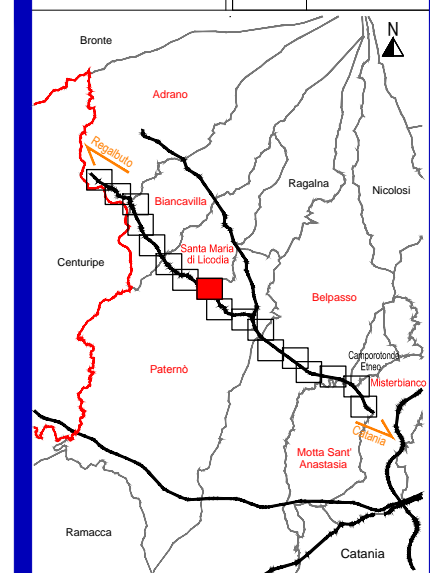 N
Bronte
Adrano
Regalbuto
Ragalna
Nicolosi
Biancavilla
Santa Maria
di Licodia
Centuripe
Belpasso
Camporotondo
Etneo
Paternò
Misterbianco
Catania
Motta Sant'
Anastasia
Ramacca
Catania